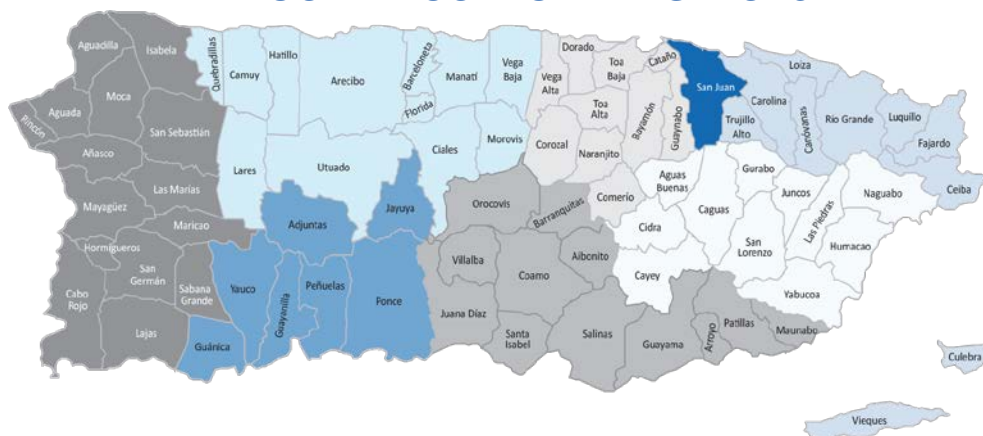 Aguadilla
Isabela
Quebradillas
Camuy
Hatillo
Arecibo
Barceloneta
Manatí
Vega
Baja
Vega
Alta
Dorado
Toa
Baja
Cataño
San Juan
Loiza
Aguada
Moca
Rincón
San Sebastián
Florida
Toa
Alta
Bayamón
Guaynabo
Trujillo
Alto
Carolina
Canóvanas
Río Grande
Luquillo
Fajardo
Ceiba
Añasco
Lares
Utuado
Ciales
Morovis
Corozal
Naranjito
Aguas
Buenas
Gurabo
Juncos
Las Piedras
Naguabo
Las Marías
Mayagüez
Maricao
Adjuntas
Jayuya
Orocovis
Barranquitas
Comerío
Cidra
Caguas
San
Lorenzo
Humacao
Hormigueros
San
Germán
Sabana
Grande
Yauco
Guayanilla
Peñuelas
Ponce
Villalba
Coamo
Aibonito
Cayey
Yabucoa
Cabo
Rojo
Lajas
Guánica
Juana Díaz
Santa
Isabel
Salinas
Guayama
Arroyo
Patillas
Maunabo
Culebra
Vieques